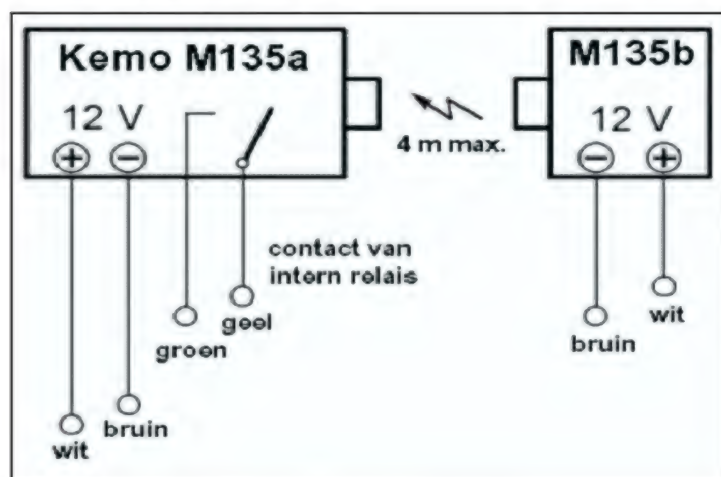 Kemo M135a
12 V
+ −
contact van
intern relais
geel
groen
bruin
wit
4 m max.
M135b
12 V
− +
wit
bruin